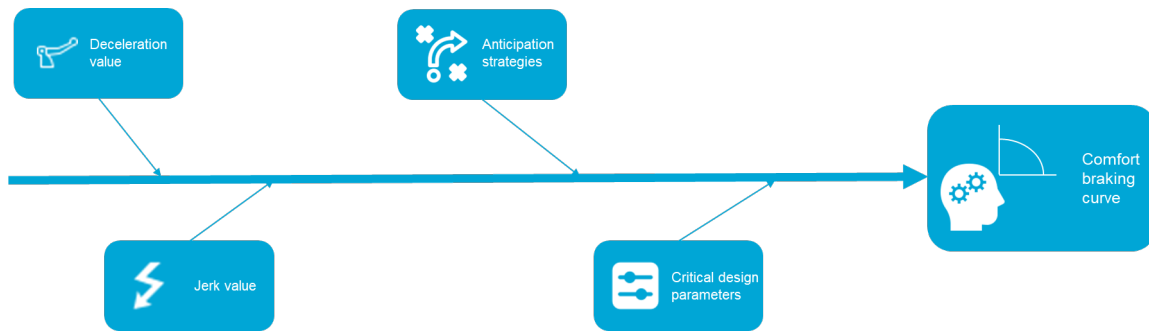 Deceleration
value
Anticipation
strategies
Comfort
braking
curve
Jerk value
Critical design
parameters